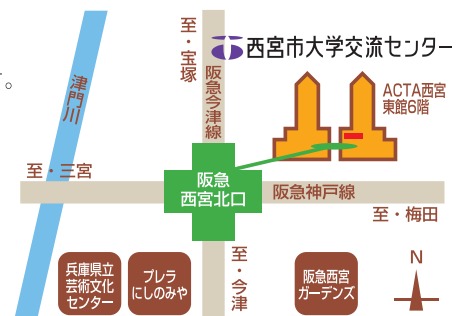 至・宝塚
西宮市大学交流センター
す。
津門川
阪急今津線
ACTA西宮
東館6階
至・三宮
阪急
西宮北口
阪急神戸線
至・梅田
兵庫県立
芸術文化
センター
プレラ
にしのみや
至・今津
阪急西宮
ガーデンズ
N